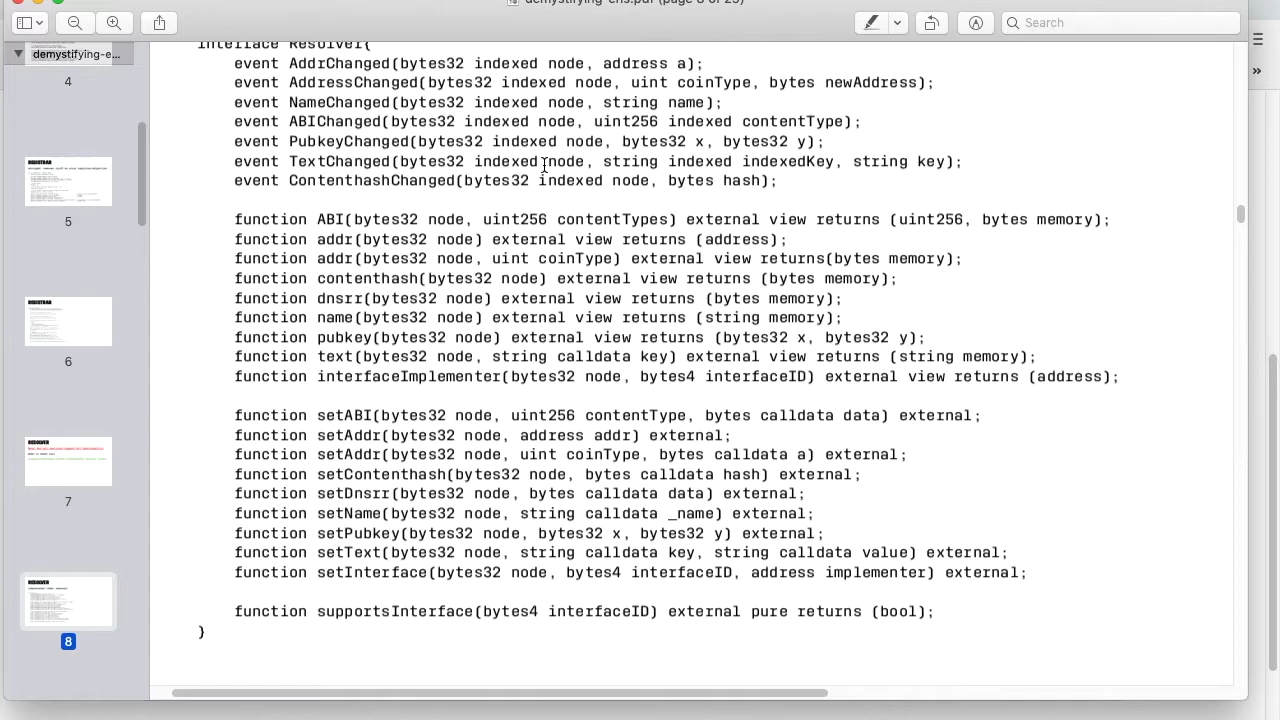 demystifying-ens.pdf (page 8 of 25)
Search
demystifying-e...
4
REGISTRAR
5
REGISTRAR
6
RESOLVER
7
RESOLVER
8
interface Resolver{
event AddrChanged(bytes32 indexed node, address a);
event AddressChanged(bytes32 indexed node, uint coinType, bytes newAddress);
event NameChanged(bytes32 indexed node, string name);
event ABIChanged(bytes32 indexed node, uint256 indexed contentType);
event PubkeyChanged(bytes32 indexed node, bytes32 x, bytes32 y);
event TextChanged(bytes32 indexed node, string indexed indexedKey, string key);
event ContenthashChanged(bytes32 indexed node, bytes hash);
function ABI(bytes32 node, uint256 contentTypes) external view returns (uint256, bytes memory);
function addr(bytes32 node) external view returns (address);
function addr(bytes32 node, uint coinType) external view returns(bytes memory);
function contenthash(bytes32 node) external view returns (bytes memory);
function dnsrr(bytes32 node) external view returns (bytes memory);
function name(bytes32 node) external view returns (string memory);
function pubkey(bytes32 node) external view returns (bytes32 x, bytes32 y);
function text(bytes32 node, string calldata key) external view returns (string memory);
function interfaceImplementer(bytes32 node, bytes4 interfaceID) external view returns (address);
function setABI(bytes32 node, uint256 contentType, bytes calldata data) external;
function setAddr(bytes32 node, address addr) external;
function setAddr(bytes32 node, uint coinType, bytes calldata a) external;
function setContenthash(bytes32 node, bytes calldata hash) external;
function setDnsrr(bytes32 node, bytes calldata data) external;
function setName(bytes32 node, string calldata _name) external;
function setPubkey(bytes32 node, bytes32 x, bytes32 y) external;
function setText(bytes32 node, string calldata key, string calldata value) external;
function setInterface(bytes32 node, bytes4 interfaceID, address implementer) external;
function supportsInterface(bytes4 interfaceID) external pure returns (bool);
}